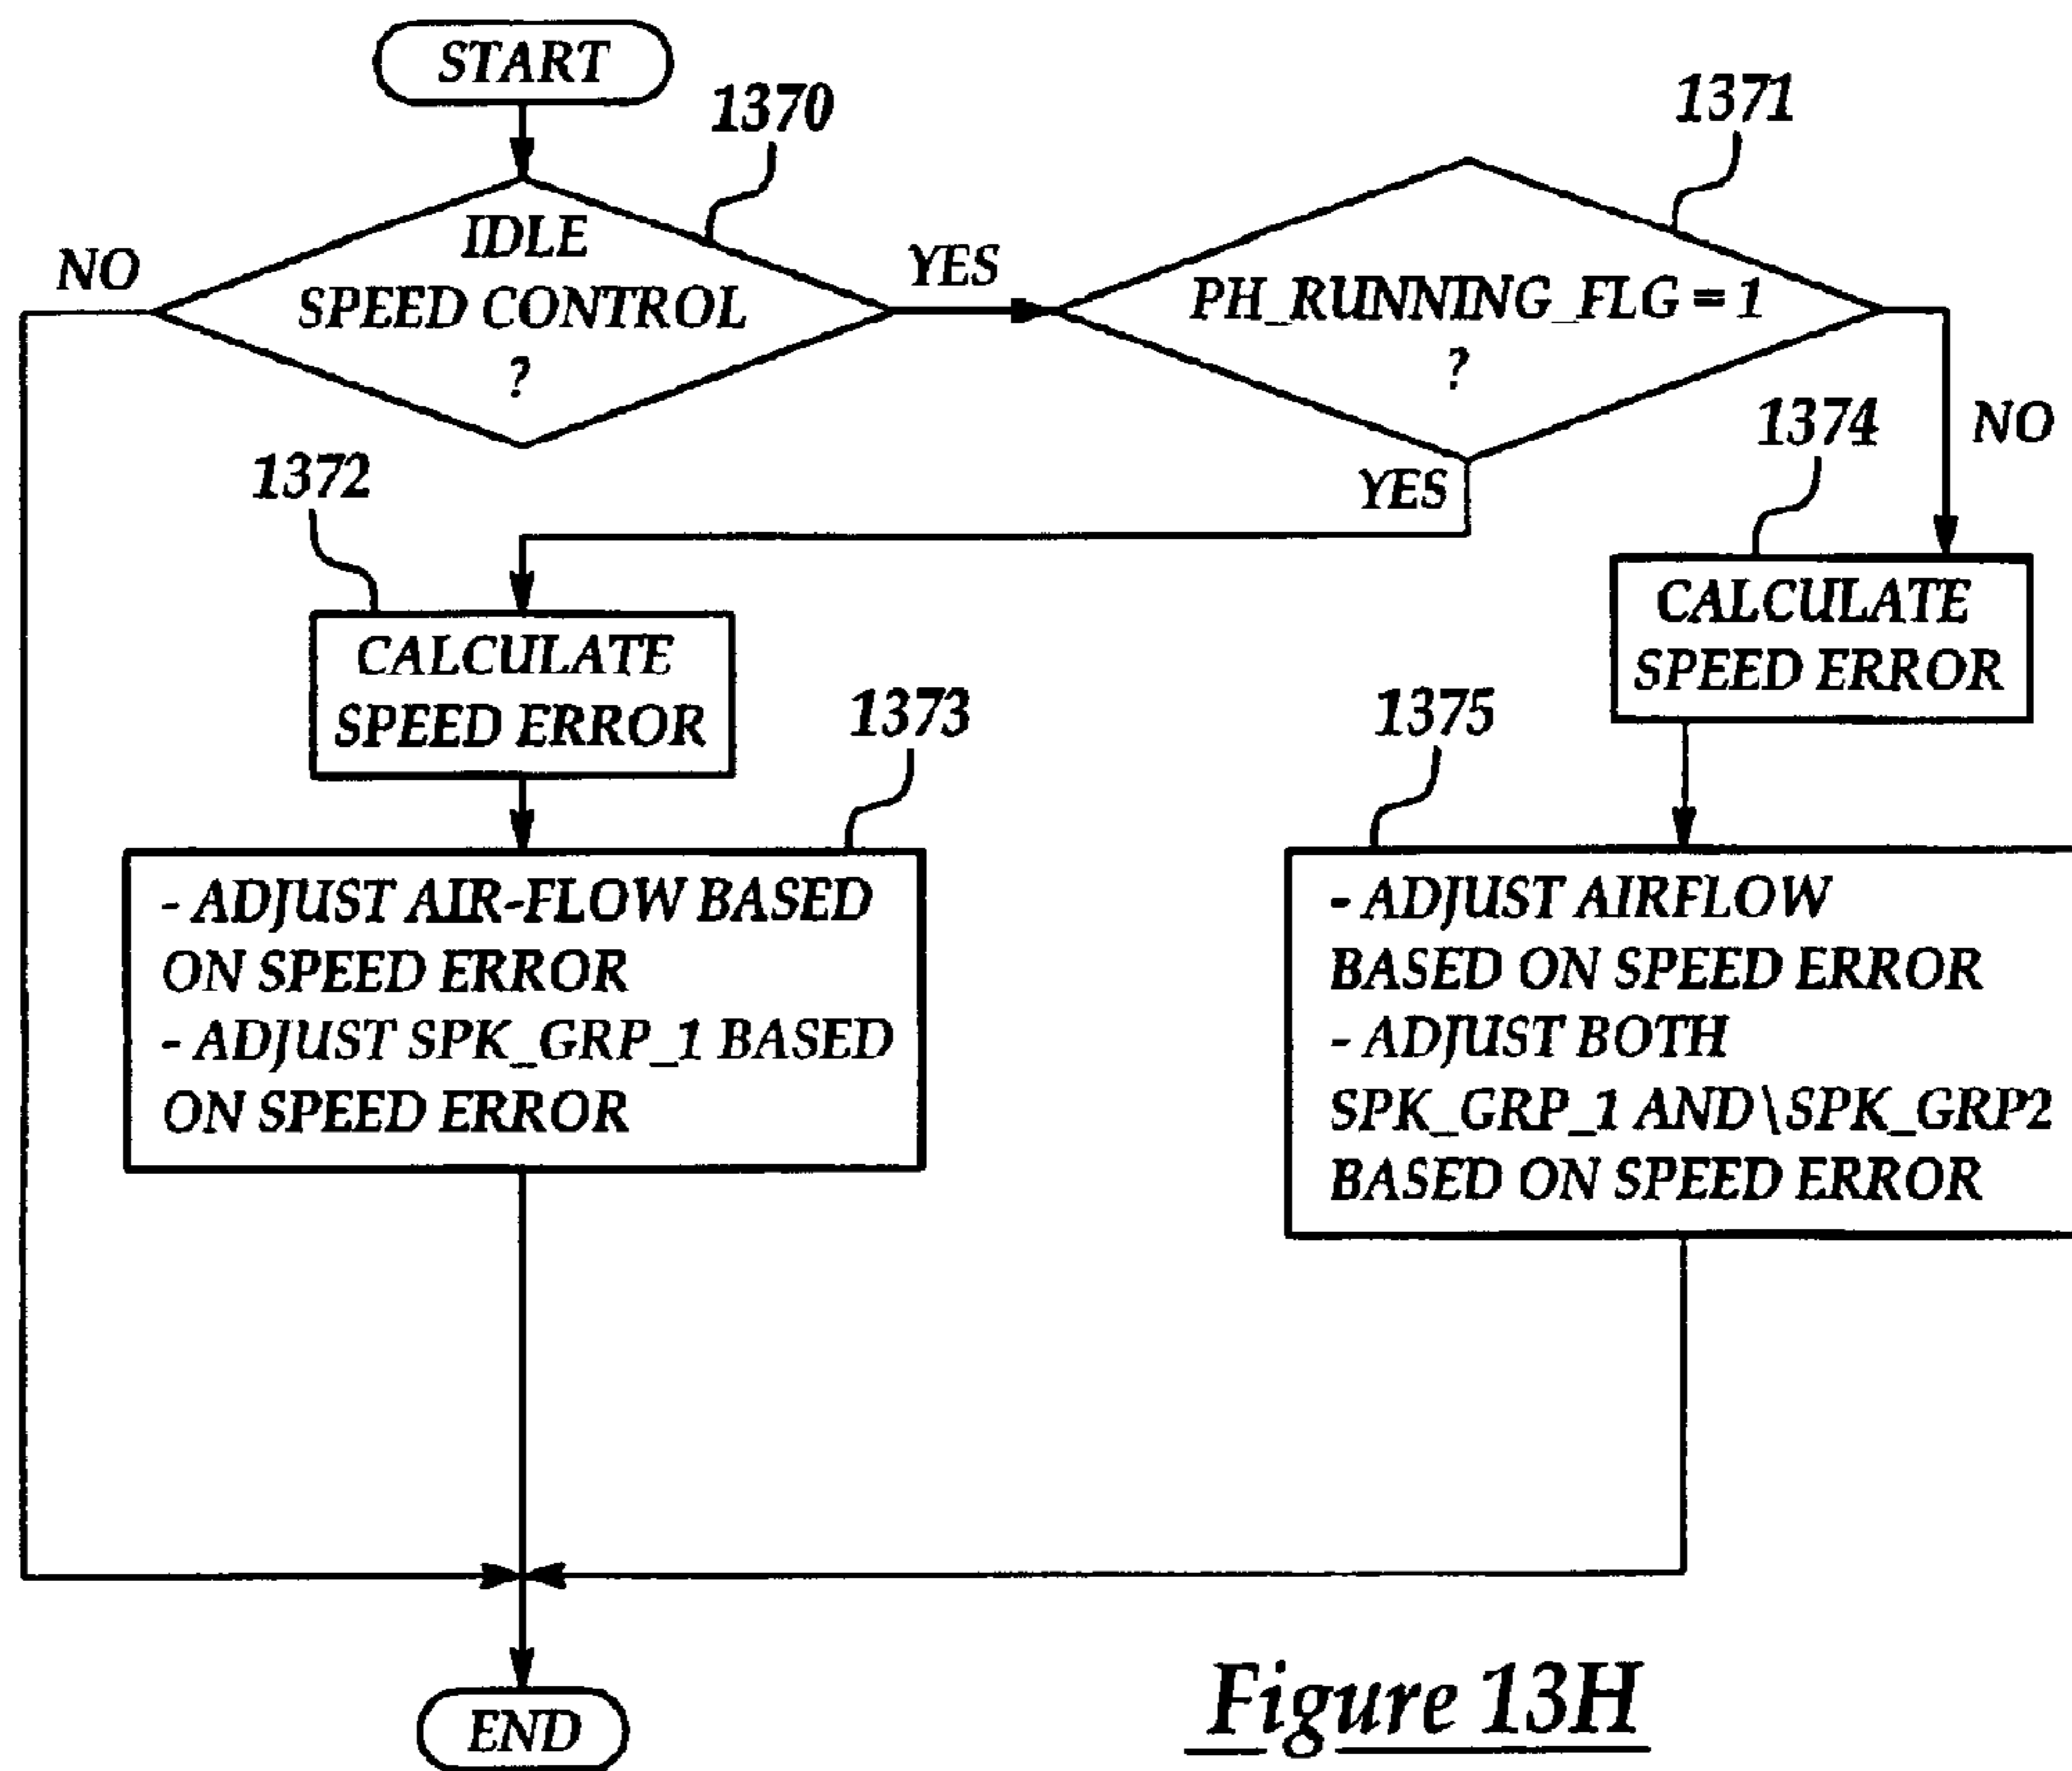 START
1370
1371
IDLE
SPEED CONTROL
?
NO
YES
PH_RUNNING_FLG = 1
?
1374
NO
YES
1372
CALCULATE
SPEED ERROR
CALCULATE
SPEED ERROR
1373
1375
- ADJUST AIR-FLOW BASED
ON SPEED ERROR
- ADJUST SPK_GRP_1 BASED
ON SPEED ERROR
- ADJUST AIRFLOW
BASED ON SPEED ERROR
- ADJUST BOTH
SPK_GRP_1 AND\SPK_GRP2
BASED ON SPEED ERROR
END
Figure 13H